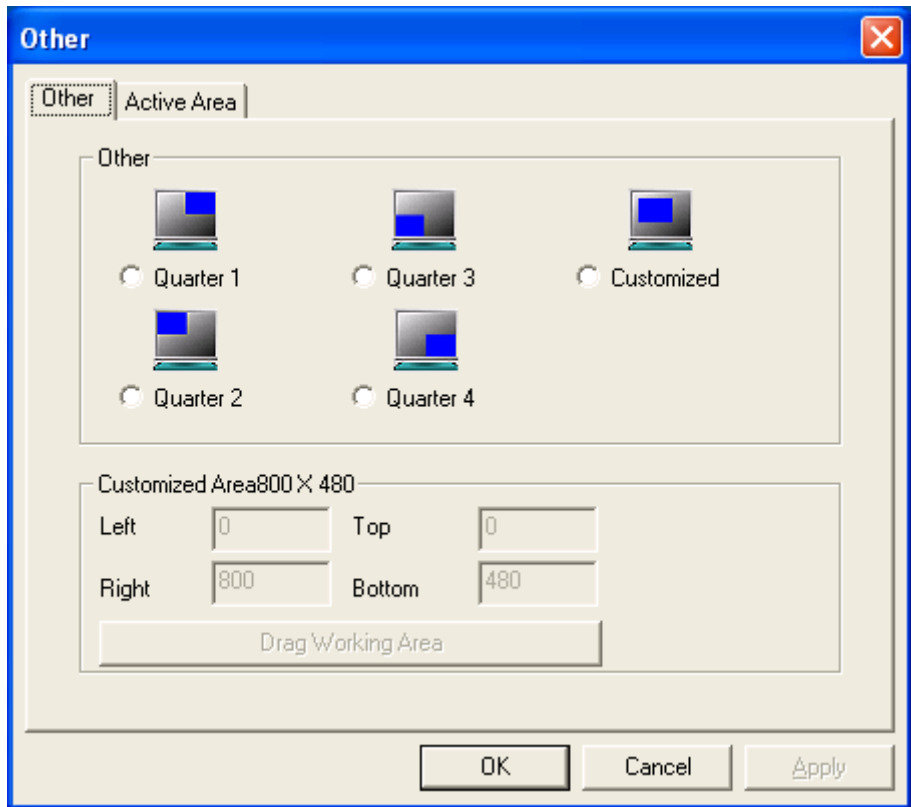 Other
Other Active Area
Other
Quarter 1 Quarter 3 Customized
Quarter 2 Quarter 4
Customized Area800 X 480
Left 0 Top 0
Right 800 Bottom 480
Drag Working Area
OK Cancel Apply